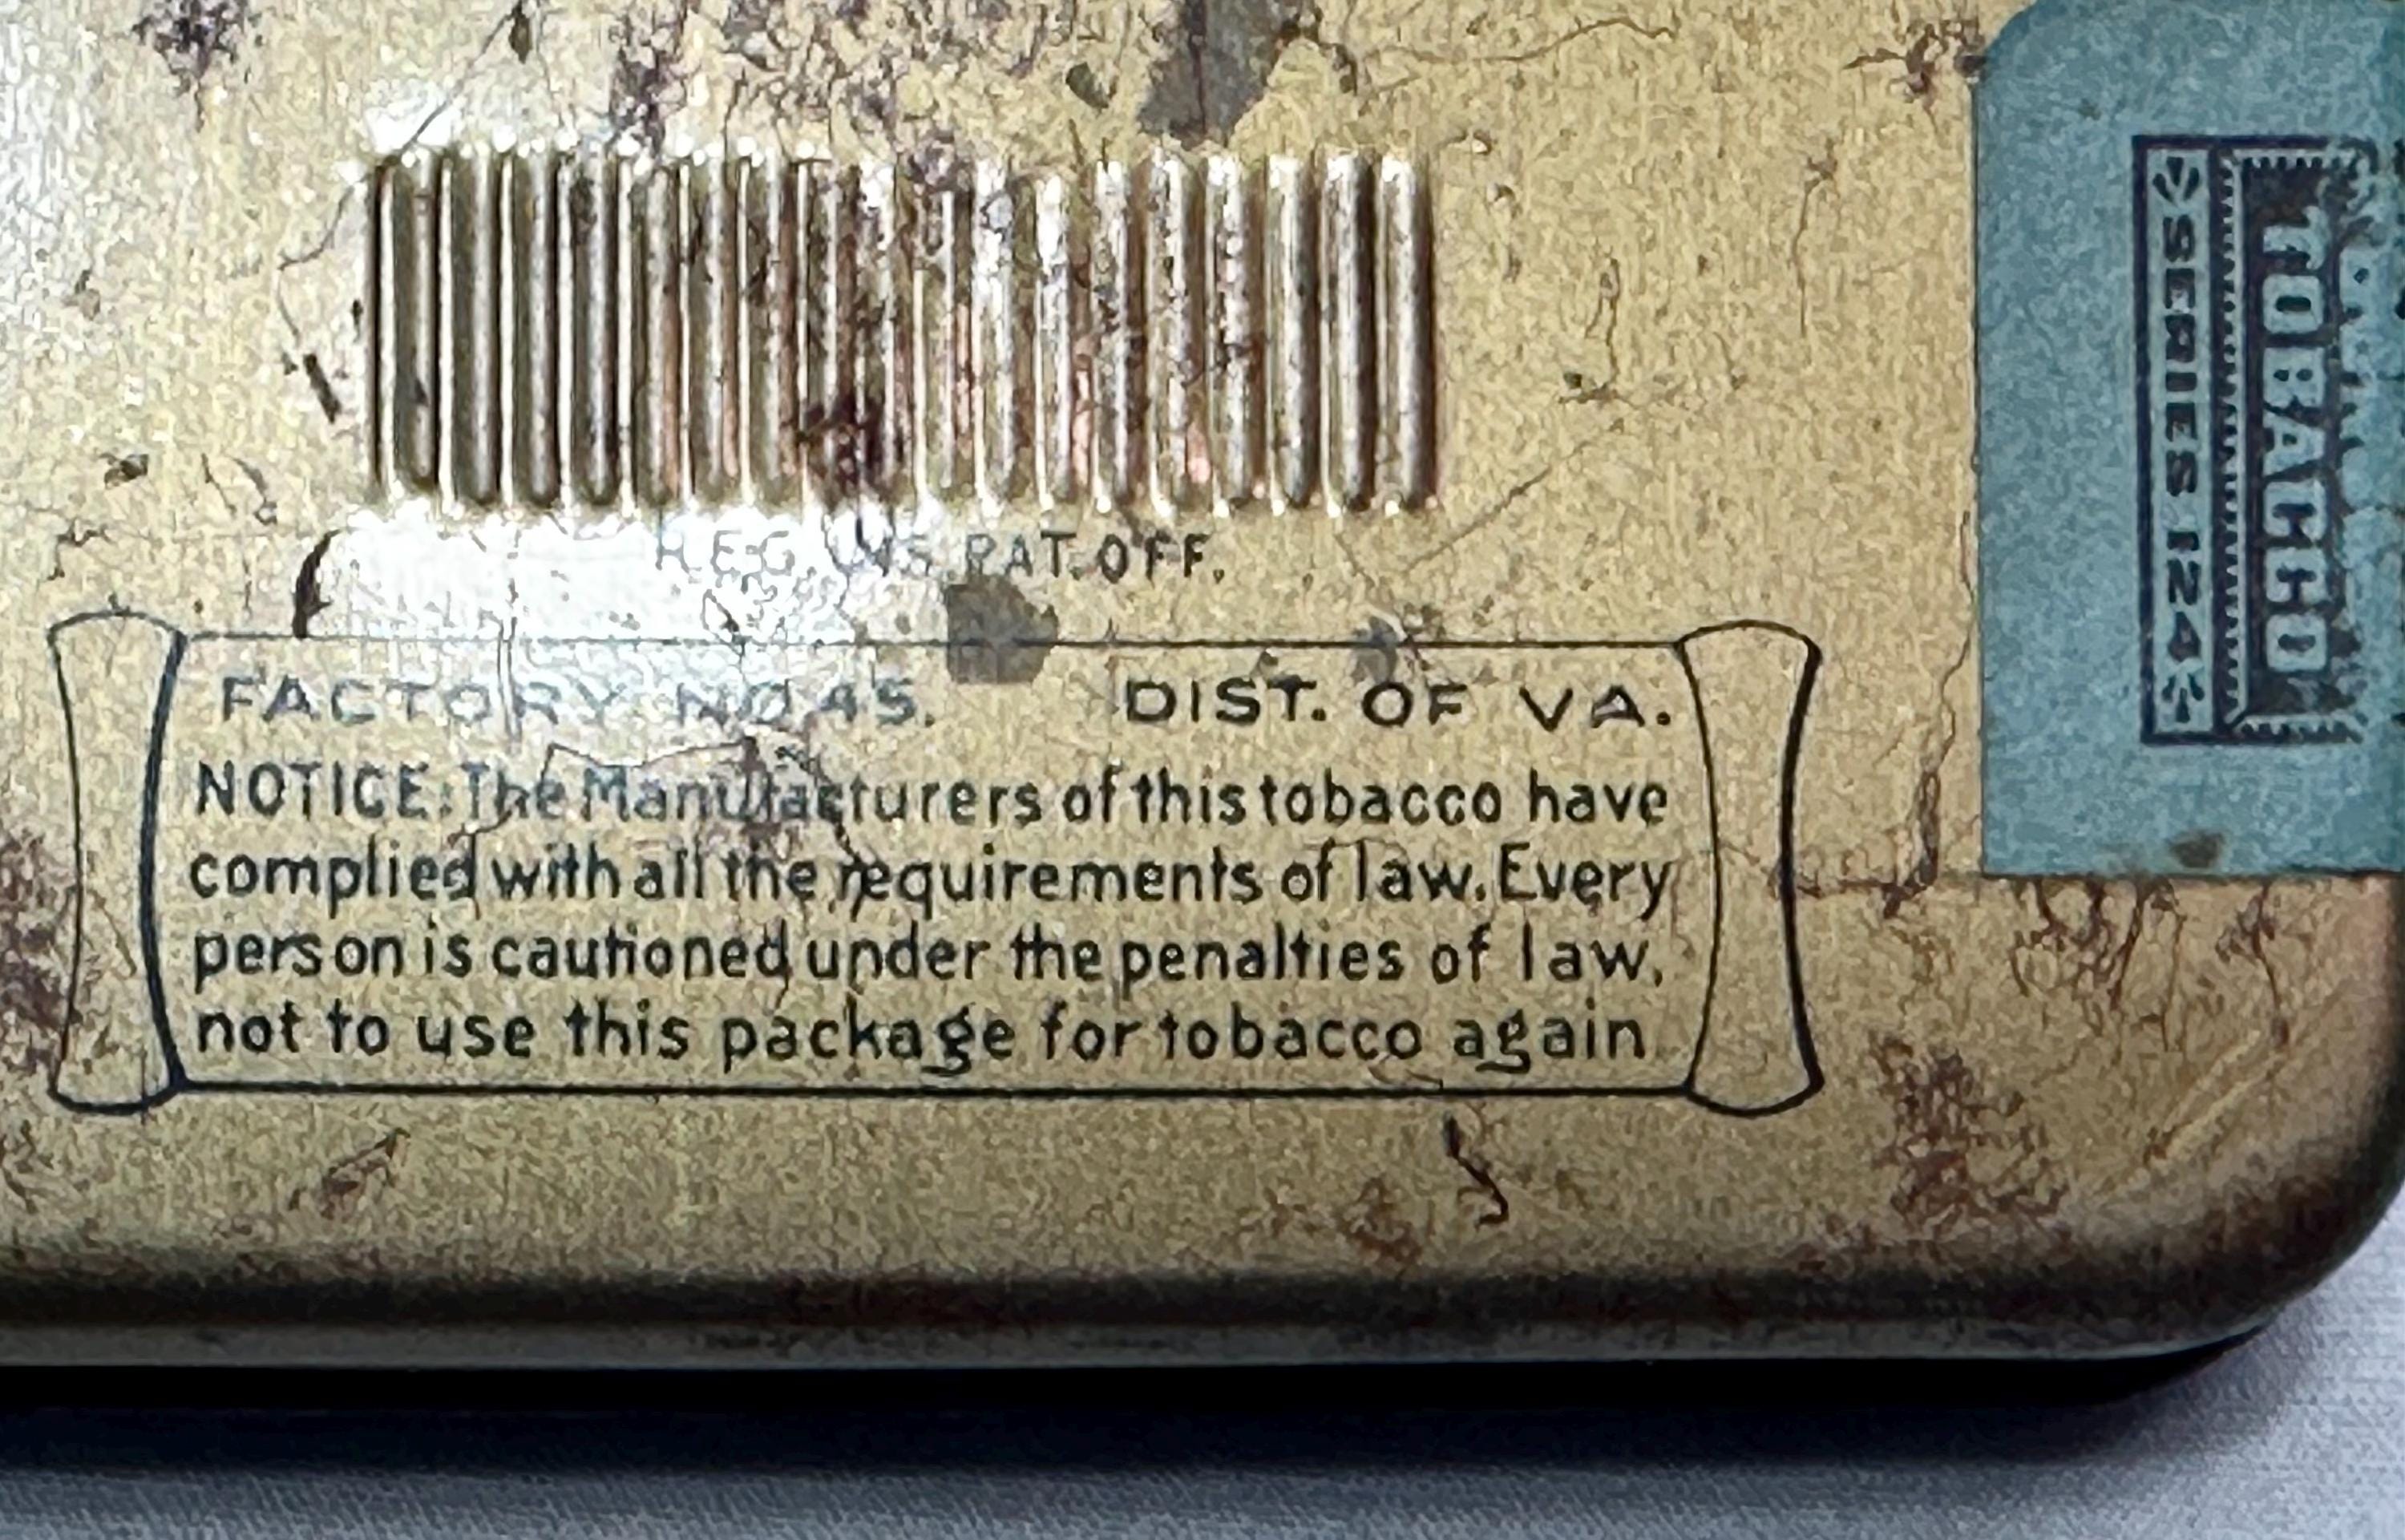 REG. U.S. PAT. OFF.
FACTORY NO 45. DIST. OF VA.
NOTICE: The Manufacturers of this tobacco have
complied with all the requirements of law. Every
person is cautioned under the penalties of law,
not to use this package for tobacco again
TOBACCO
SERIES 124